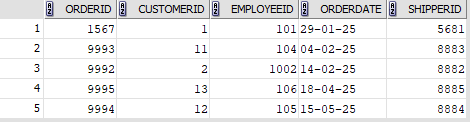 ORDERID CUSTOMERID EMPLOYEEID ORDERDATE SHIPPERID
1 1567 1 101 29-01-25 5681
2 9993 11 104 04-02-25 8883
3 9992 2 1002 14-02-25 8882
4 9995 13 106 18-04-25 8885
5 9994 12 105 15-05-25 8884